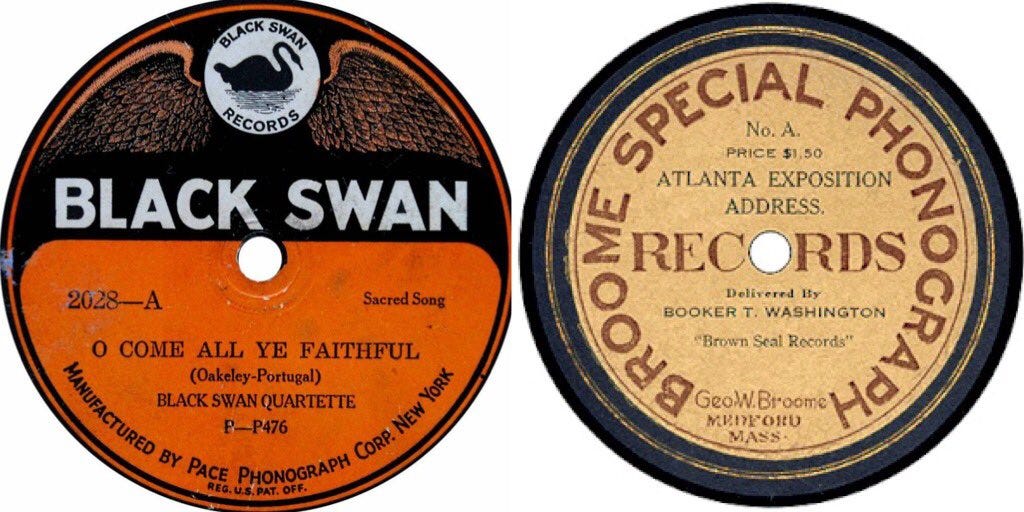 BLACK SWAN
RECORDS
BLACK SWAN
2028—A
Sacred Song
O COME ALL YE FAITHFUL
(Oakeley-Portugal)
BLACK SWAN QUARTETTE
P—P476
MANUFACTURED BY PACE PHONOGRAPH CORP. NEW YORK
REG. U.S. PAT. OFF.
BROOME SPECIAL PHONOGRAPH
No. A.
PRICE $1.50
ATLANTA EXPOSITION
ADDRESS.
RECORDS
Delivered By
BOOKER T. WASHINGTON
"Brown Seal Records"
Geo.W.Broome
MEDFORD
MASS.